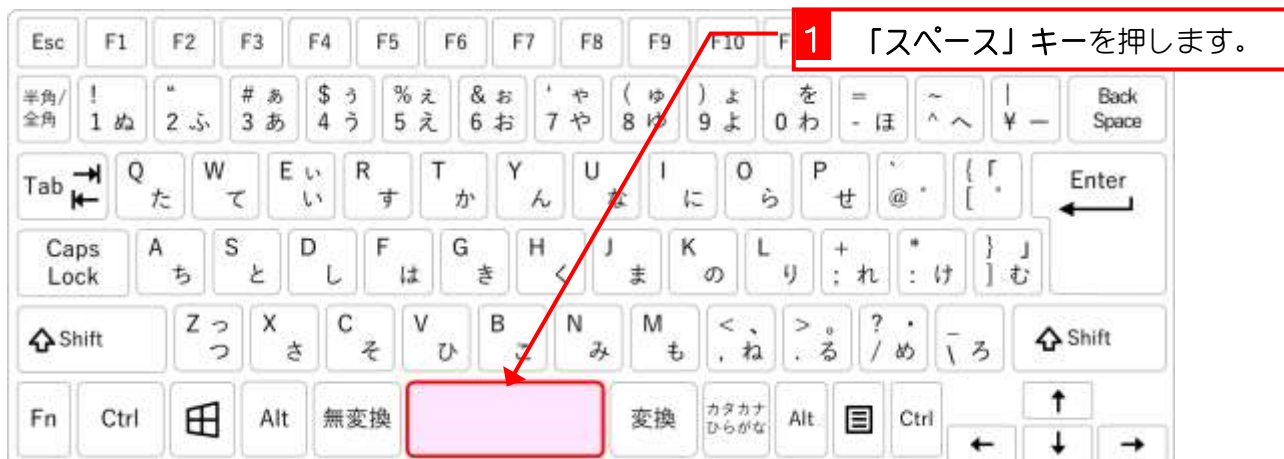 Esc F1 F2 F3 F4 F5 F6 F7 F8 F9 F10 F
1 「スペース」キーを押します。
半角/全角 ! 1 ぬ " 2 ふ # ぁ 3 あ $ ぅ 4 う % ぇ 5 え & ぉ 6 お ' ゃ 7 や ( ゅ 8 ゆ ) ょ 9 よ を 0 わ = - ほ ~ ^ へ | ¥ ー Back Space
Tab Q た W て E ぃ い R す T か Y ん U な I に O ら P せ ` @ ゛ { 「 [ ゜ Enter
Caps Lock A ち S と D し F は G き H く J ま K の L り + ; れ * : け } 」 ] む
Shift Z っ つ X さ C そ V ひ B こ N み M も < 、 , ね > 。 . る ? ・ / め _ \ ろ Shift
Fn Ctrl Alt 無変換 変換 カタカナ ひらがな Alt Ctrl ↑
← ↓ →